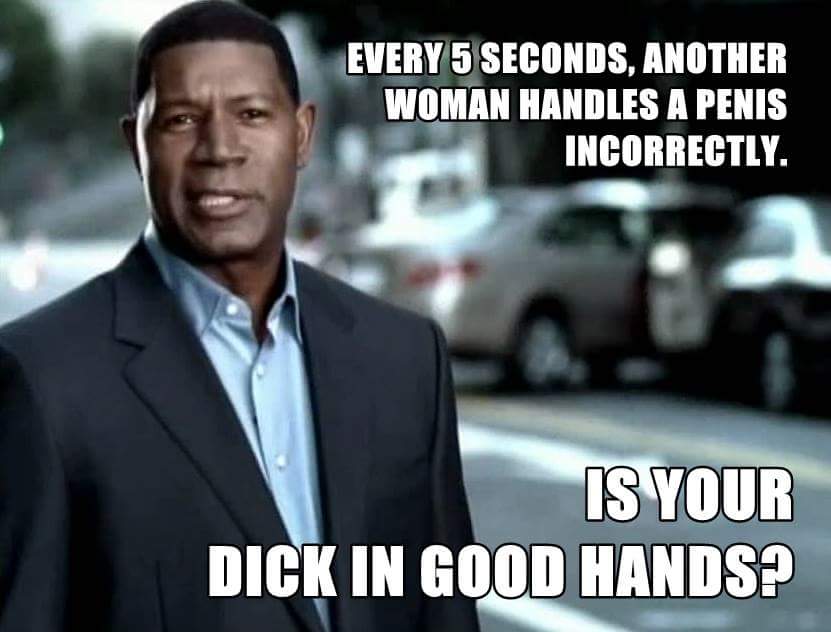 EVERY 5 SECONDS, ANOTHER
WOMAN HANDLES A PENIS
INCORRECTLY.
IS YOUR
DICK IN GOOD HANDS?